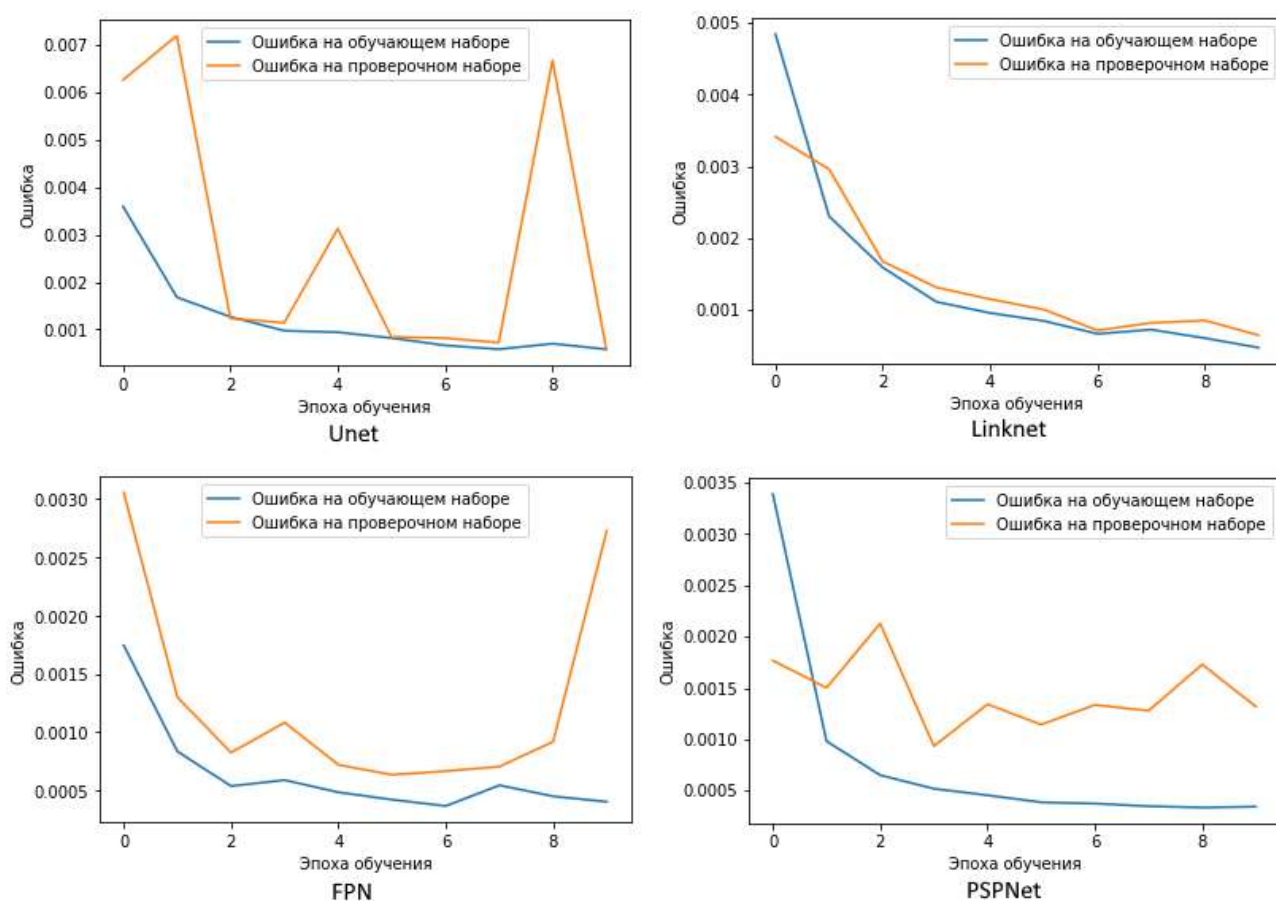 Ошибка на обучающем наборе
Ошибка на проверочном наборе
0.007
0.006
0.005
0.004
0.003
0.002
0.001
Ошибка
0 2 4 6 8
Эпоха обучения
Unet
Ошибка на обучающем наборе
Ошибка на проверочном наборе
0.005
0.004
0.003
0.002
0.001
Ошибка
0 2 4 6 8
Эпоха обучения
Linknet
Ошибка на обучающем наборе
Ошибка на проверочном наборе
0.0030
0.0025
0.0020
0.0015
0.0010
0.0005
Ошибка
0 2 4 6 8
Эпоха обучения
FPN
Ошибка на обучающем наборе
Ошибка на проверочном наборе
0.0035
0.0030
0.0025
0.0020
0.0015
0.0010
0.0005
Ошибка
0 2 4 6 8
Эпоха обучения
PSPNet